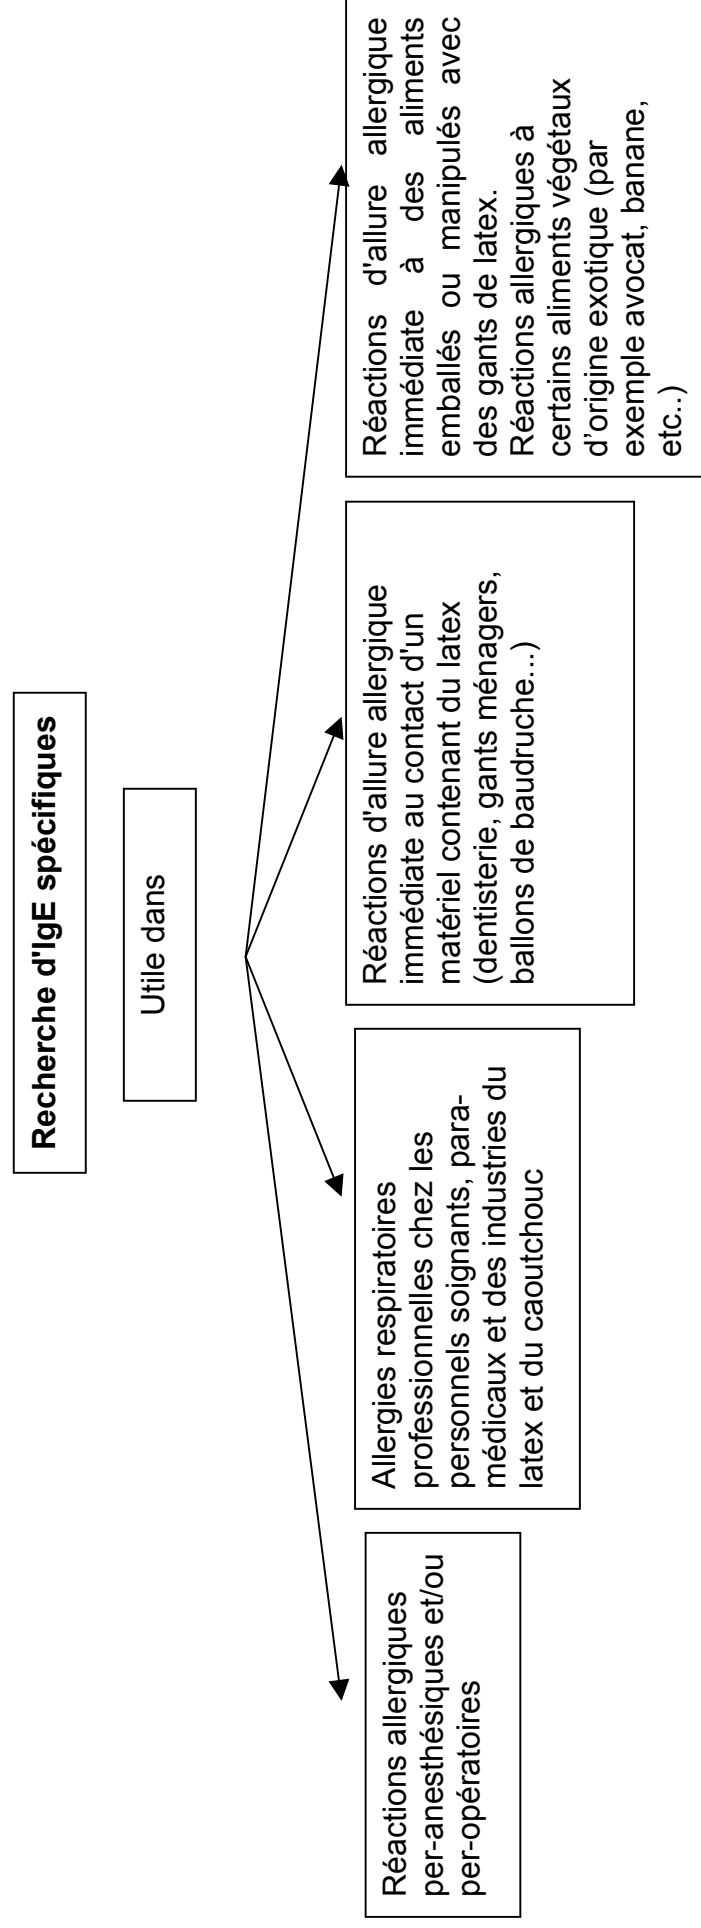 Recherche d'IgE spécifiques
Utile dans
Réactions allergiques
per-anesthésiques et/ou
per-opératoires
Allergies respiratoires
professionnelles chez les
personnels soignants, para-
médicaux et des industries du
latex et du caoutchouc
Réactions d'allure allergique
immédiate au contact d'un
matériel contenant du latex
(dentisterie, gants ménagers,
ballons de baudruche…)
Réactions d'allure allergique
immédiate à des aliments
emballés ou manipulés avec
des gants de latex.
Réactions allergiques à
certains aliments végétaux
d'origine exotique (par
exemple avocat, banane,
etc..)